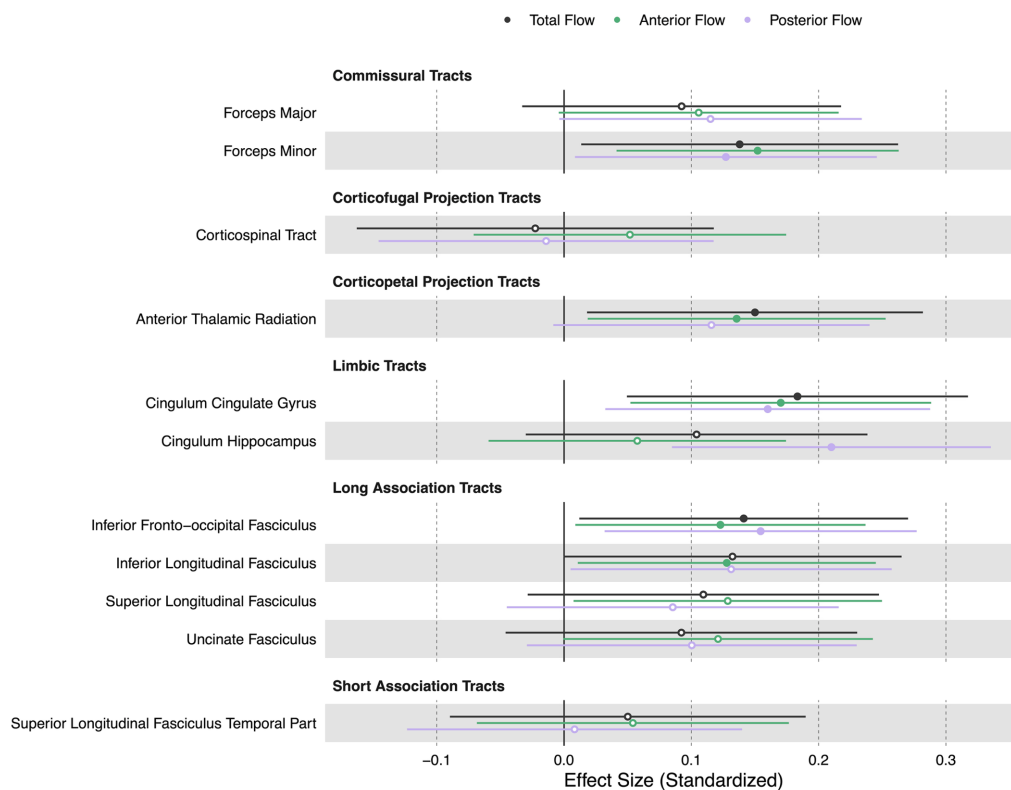 Total Flow Anterior Flow Posterior Flow
Commissural Tracts
Forceps Major
Forceps Minor
Corticofugal Projection Tracts
Corticospinal Tract
Corticopetal Projection Tracts
Anterior Thalamic Radiation
Limbic Tracts
Cingulum Cingulate Gyrus
Cingulum Hippocampus
Long Association Tracts
Inferior Fronto−occipital Fasciculus
Inferior Longitudinal Fasciculus
Superior Longitudinal Fasciculus
Uncinate Fasciculus
Short Association Tracts
Superior Longitudinal Fasciculus Temporal Part
−0.1 0.0 0.1 0.2 0.3
Effect Size (Standardized)